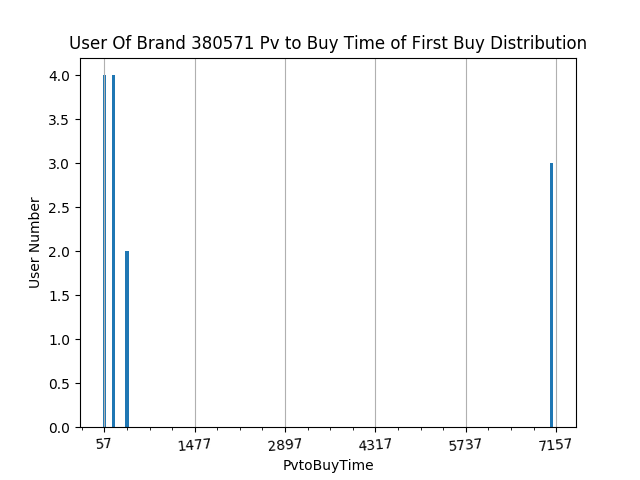 User Of Brand 380571 Pv to Buy Time of First Buy Distribution
4.0
3.5
3.0
2.5
2.0
1.5
1.0
0.5
0.0
User Number
57 1477 2897 4317 5737 7157
PvtoBuyTime